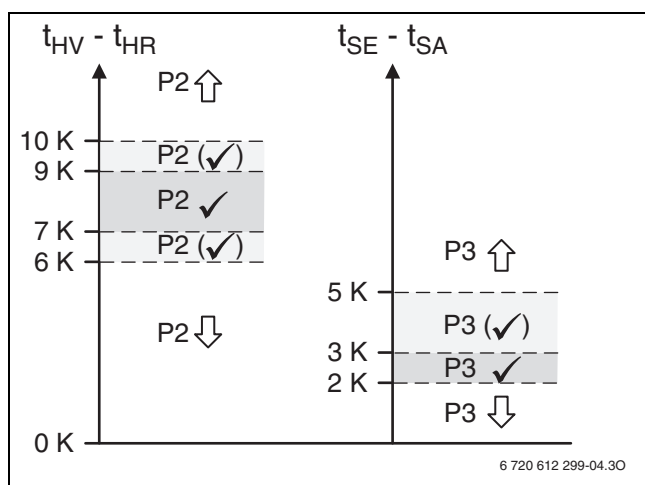 tHV - tHR
P2
10 K
P2 (✓)
9 K
P2 ✓
7 K
P2 (✓)
6 K
P2
0 K
tSE - tSA
P3
5 K
P3 (✓)
3 K
P3 ✓
2 K
P3
6 720 612 299-04.3O